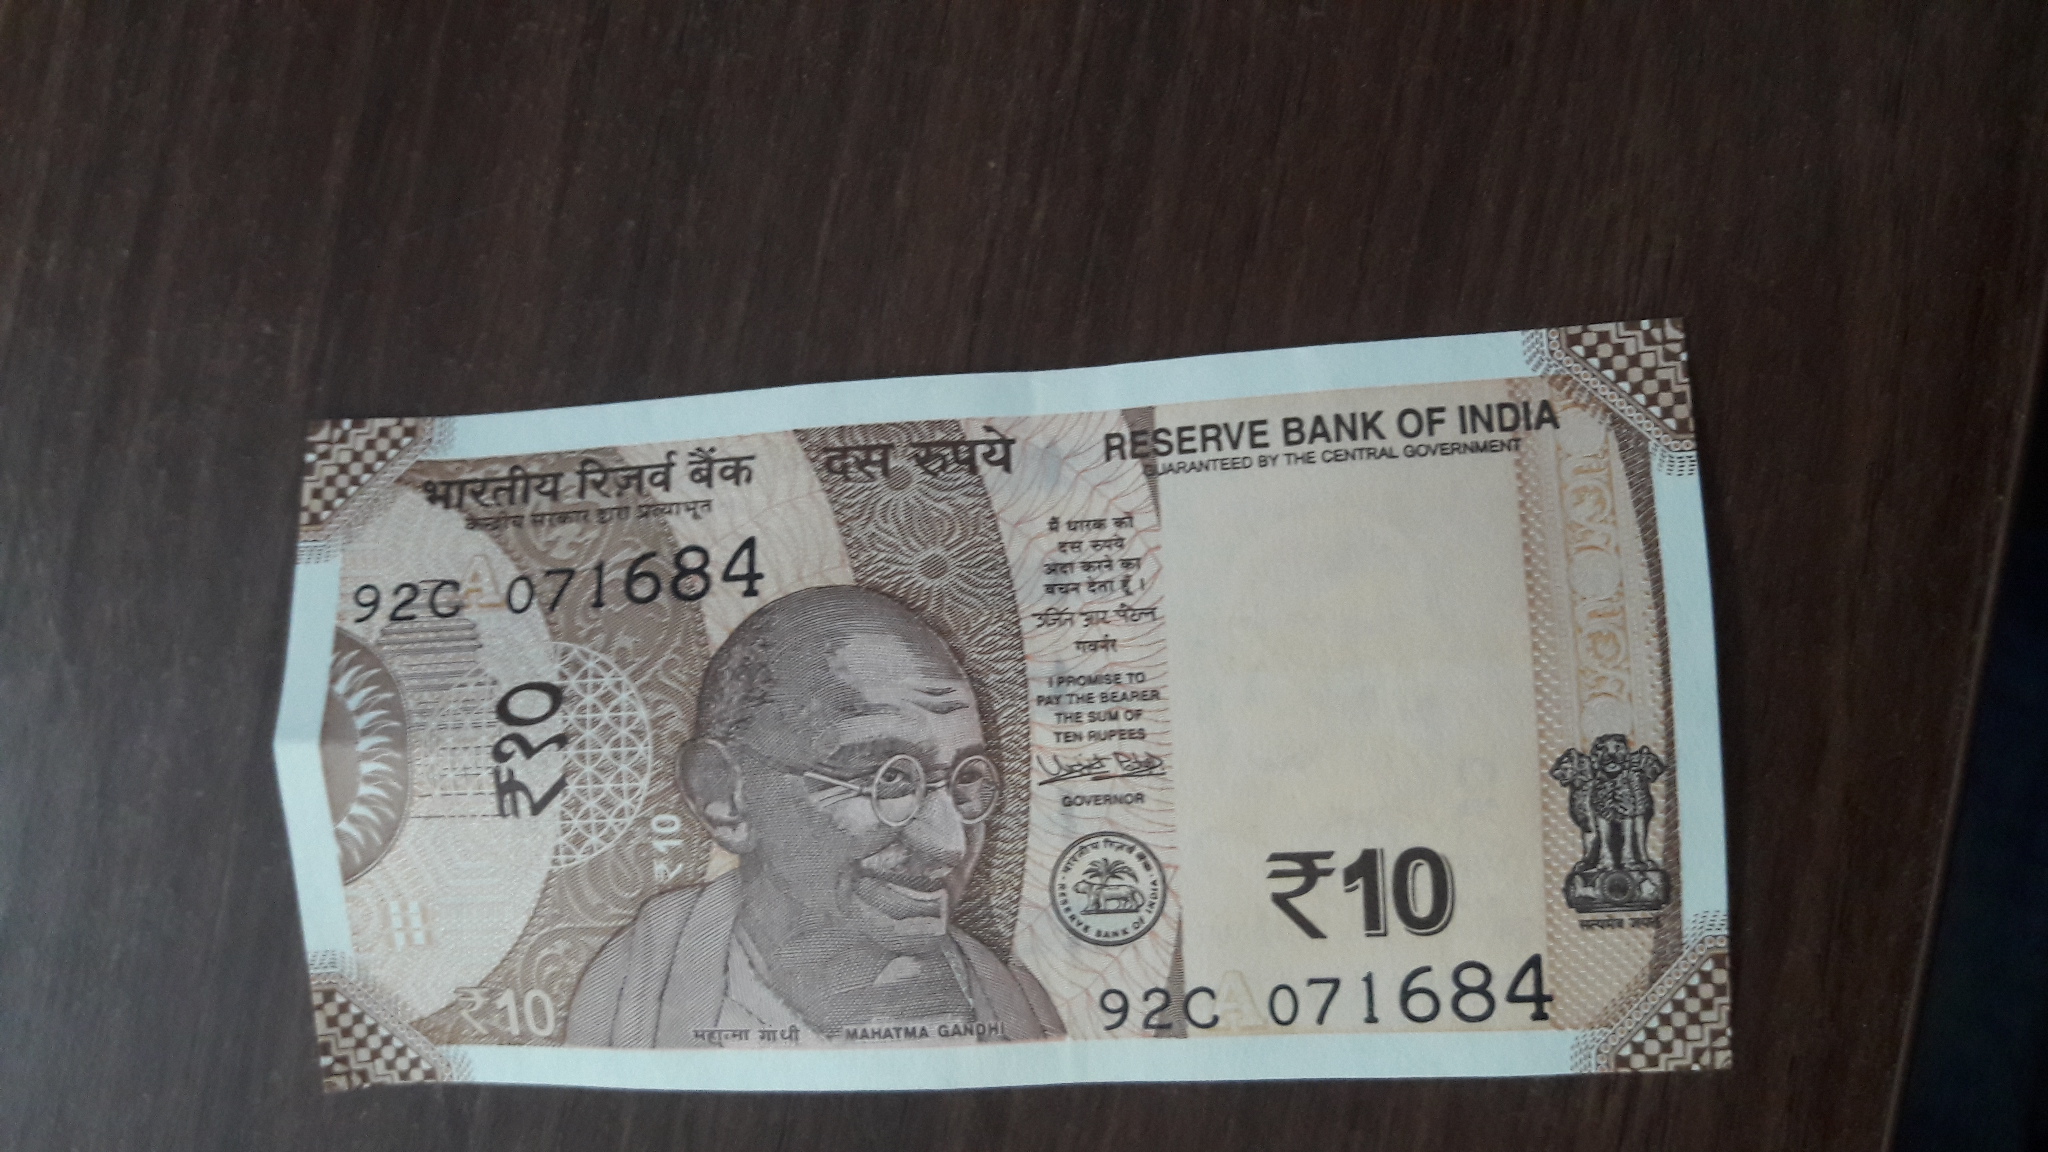 भारतीय रिज़र्व बैंक
केन्द्रीय सरकार द्वारा प्रत्याभूत
दस रुपये
RESERVE BANK OF INDIA
GUARANTEED BY THE CENTRAL GOVERNMENT
92C A 071684
₹१०
₹10
₹10
महात्मा गांधी
MAHATMA GANDHI
मैं धारक को
दस रुपये
अदा करने का
वचन देता हूँ।
गवर्नर
I PROMISE TO
PAY THE BEARER
THE SUM OF
TEN RUPEES
GOVERNOR
RESERVE BANK OF INDIA
₹10
92C A 071684
सत्यमेव जयते